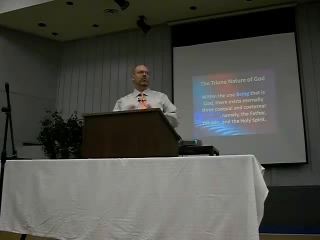 The Triune Nature of God
Within the one Being that is
God, there exists eternally
three coequal and coeternal
namely, the Father,
the Son, and the Holy Spirit.